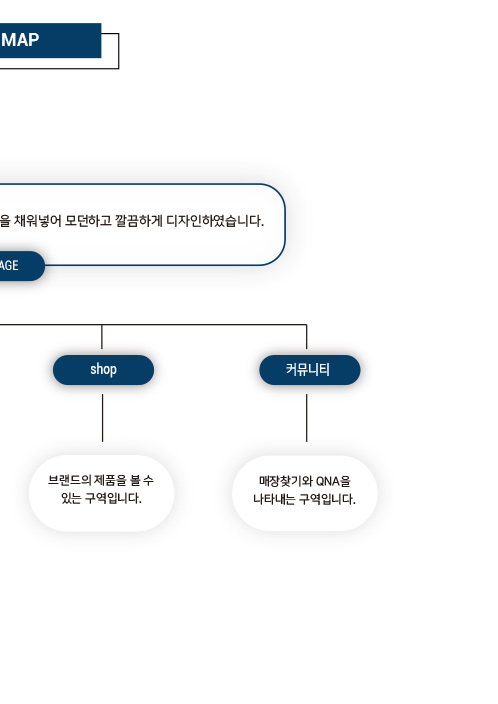 MAP
을 채워넣어 모던하고 깔끔하게 디자인하였습니다.
AGE
shop
커뮤니티
브랜드의 제품을 볼 수
있는 구역입니다.
매장찾기와 QNA을
나타내는 구역입니다.